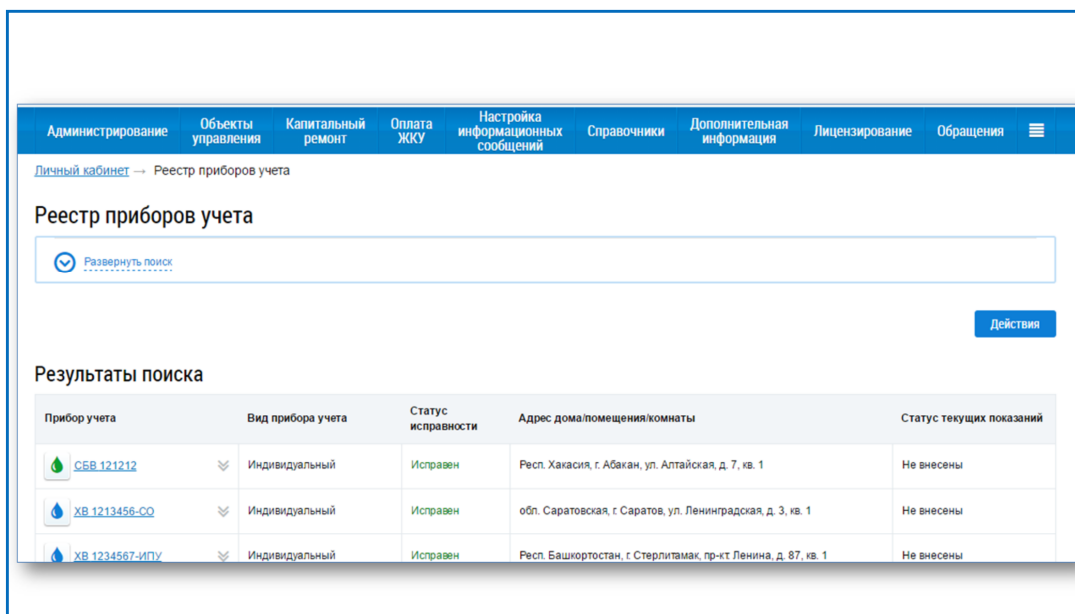 Администрирование
Объекты
управления
Капитальный
ремонт
Оплата
ЖКУ
Настройка
информационных
сообщений
Справочники
Дополнительная
информация
Лицензирование
Обращения
Личный кабинет → Реестр приборов учета
Реестр приборов учета
Развернуть поиск
Действия
Результаты поиска
Прибор учета
Вид прибора учета
Статус
исправности
Адрес дома/помещения/комнаты
Статус текущих показаний
СБВ 121212 Индивидуальный Исправен Респ. Хакасия, г. Абакан, ул. Алтайская, д. 7, кв. 1 Не внесены
ХВ 1213456-СО Индивидуальный Исправен обл. Саратовская, г. Саратов, ул. Ленинградская, д. 3, кв. 1 Не внесены
ХВ 1234567-ИПУ Индивидуальный Исправен Респ. Башкортостан, г. Стерлитамак, пр-кт. Ленина, д. 87, кв. 1 Не внесены